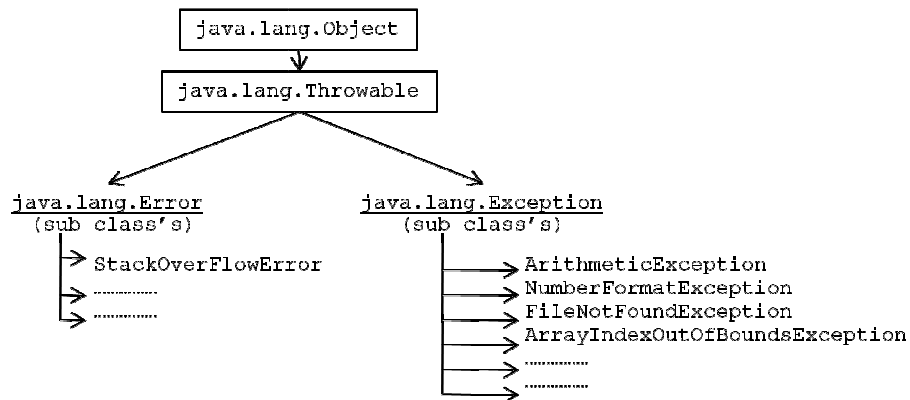 java.lang.Object
java.lang.Throwable
java.lang.Error
(sub class's)
StackOverFlowError
java.lang.Exception
(sub class's)
ArithmeticException
NumberFormatException
FileNotFoundException
ArrayIndexOutOfBoundsException